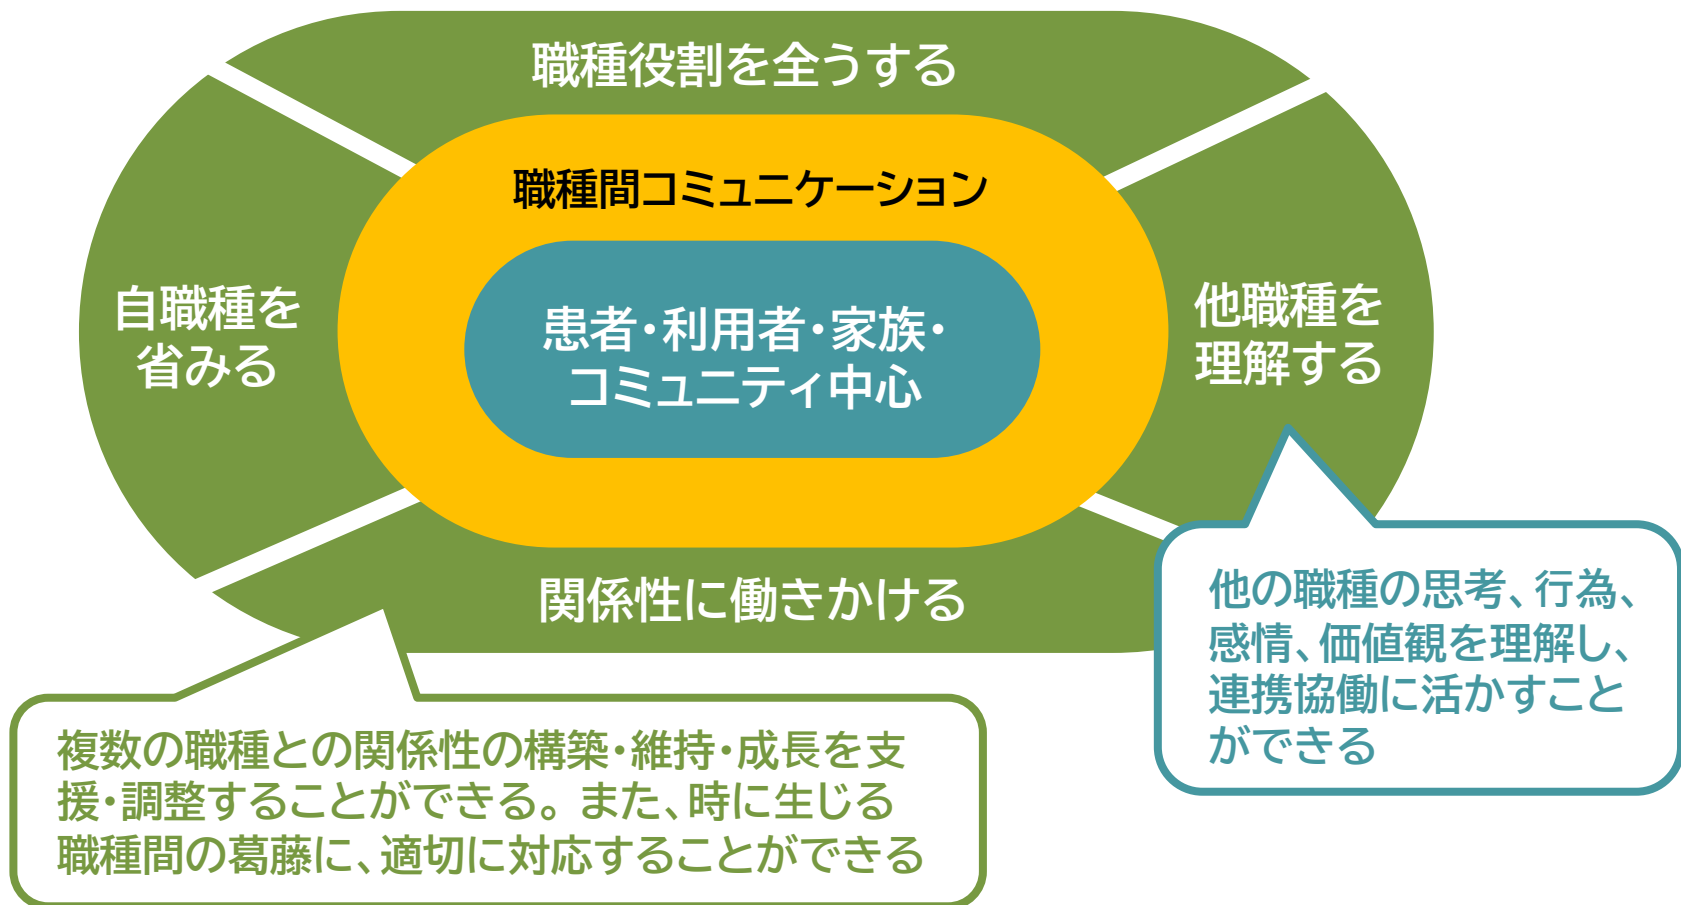 職種役割を全うする
職種間コミュニケーション
自職種を
省みる
患者・利用者・家族・
コミュニティ中心
他職種を
理解する
関係性に働きかける
他の職種の思考、行為、
感情、価値観を理解し、
連携協働に活かすこと
ができる
複数の職種との関係性の構築・維持・成長を支
援・調整することができる。また、時に生じる
職種間の葛藤に、適切に対応することができる